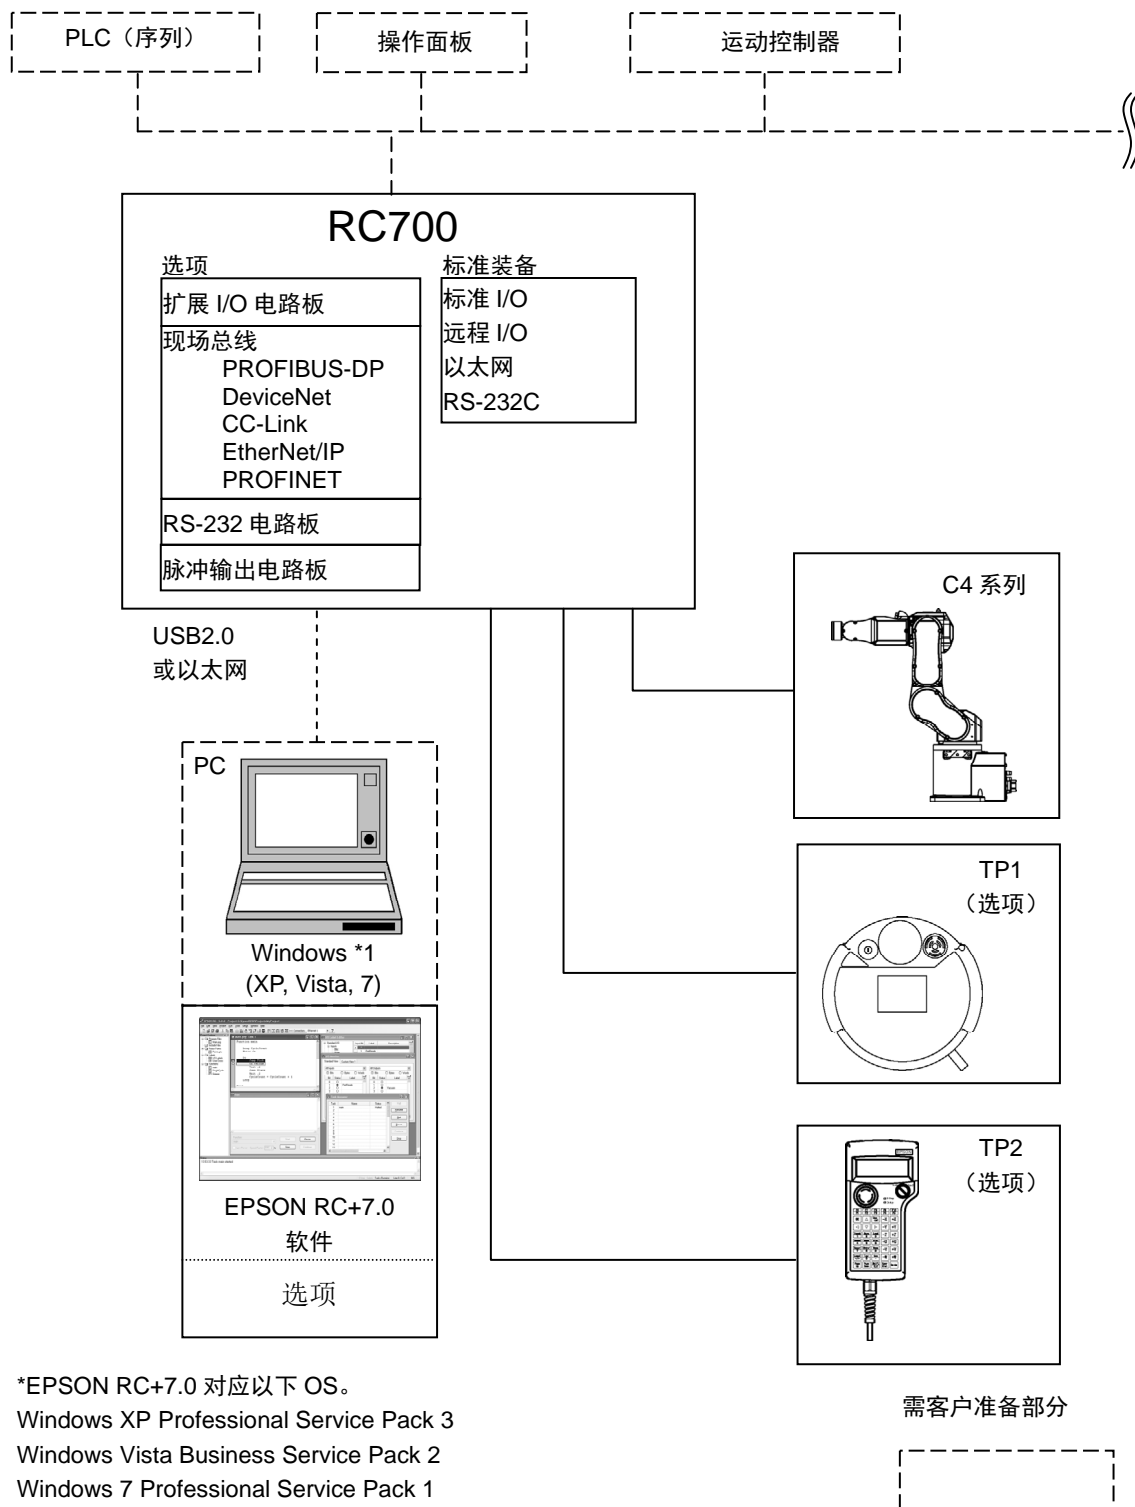 PLC（序列）
操作面板
运动控制器
RC700
选项
扩展 I/O 电路板
现场总线
PROFIBUS-DP
DeviceNet
CC-Link
EtherNet/IP
PROFINET
RS-232 电路板
脉冲输出电路板
标准装备
标准 I/O
远程 I/O
以太网
RS-232C
USB2.0
或以太网
C4 系列
PC
Windows *1
(XP, Vista, 7)
TP1
（选项）
EPSON RC+7.0
软件
选项
TP2
（选项）
*EPSON RC+7.0 对应以下 OS。
Windows XP Professional Service Pack 3
Windows Vista Business Service Pack 2
Windows 7 Professional Service Pack 1
需客户准备部分